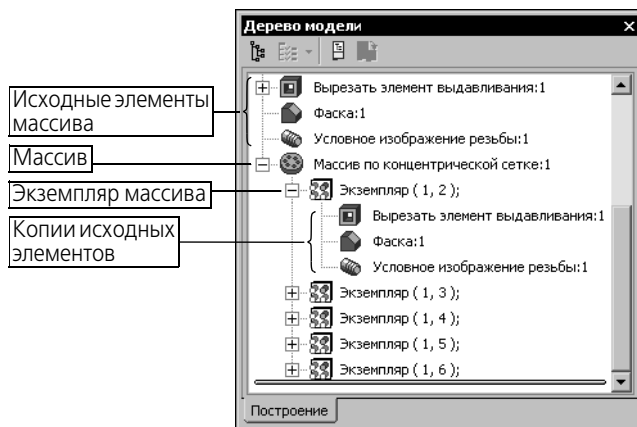 Дерево модели
Исходные элементы
массива
Массив
Экземпляр массива
Копии исходных
элементов
Вырезать элемент выдавливания:1
Фаска:1
Условное изображение резьбы:1
Массив по концентрической сетке:1
Экземпляр ( 1, 2 );
Вырезать элемент выдавливания:1
Фаска:1
Условное изображение резьбы:1
Экземпляр ( 1, 3 );
Экземпляр ( 1, 4 );
Экземпляр ( 1, 5 );
Экземпляр ( 1, 6 );
Построение